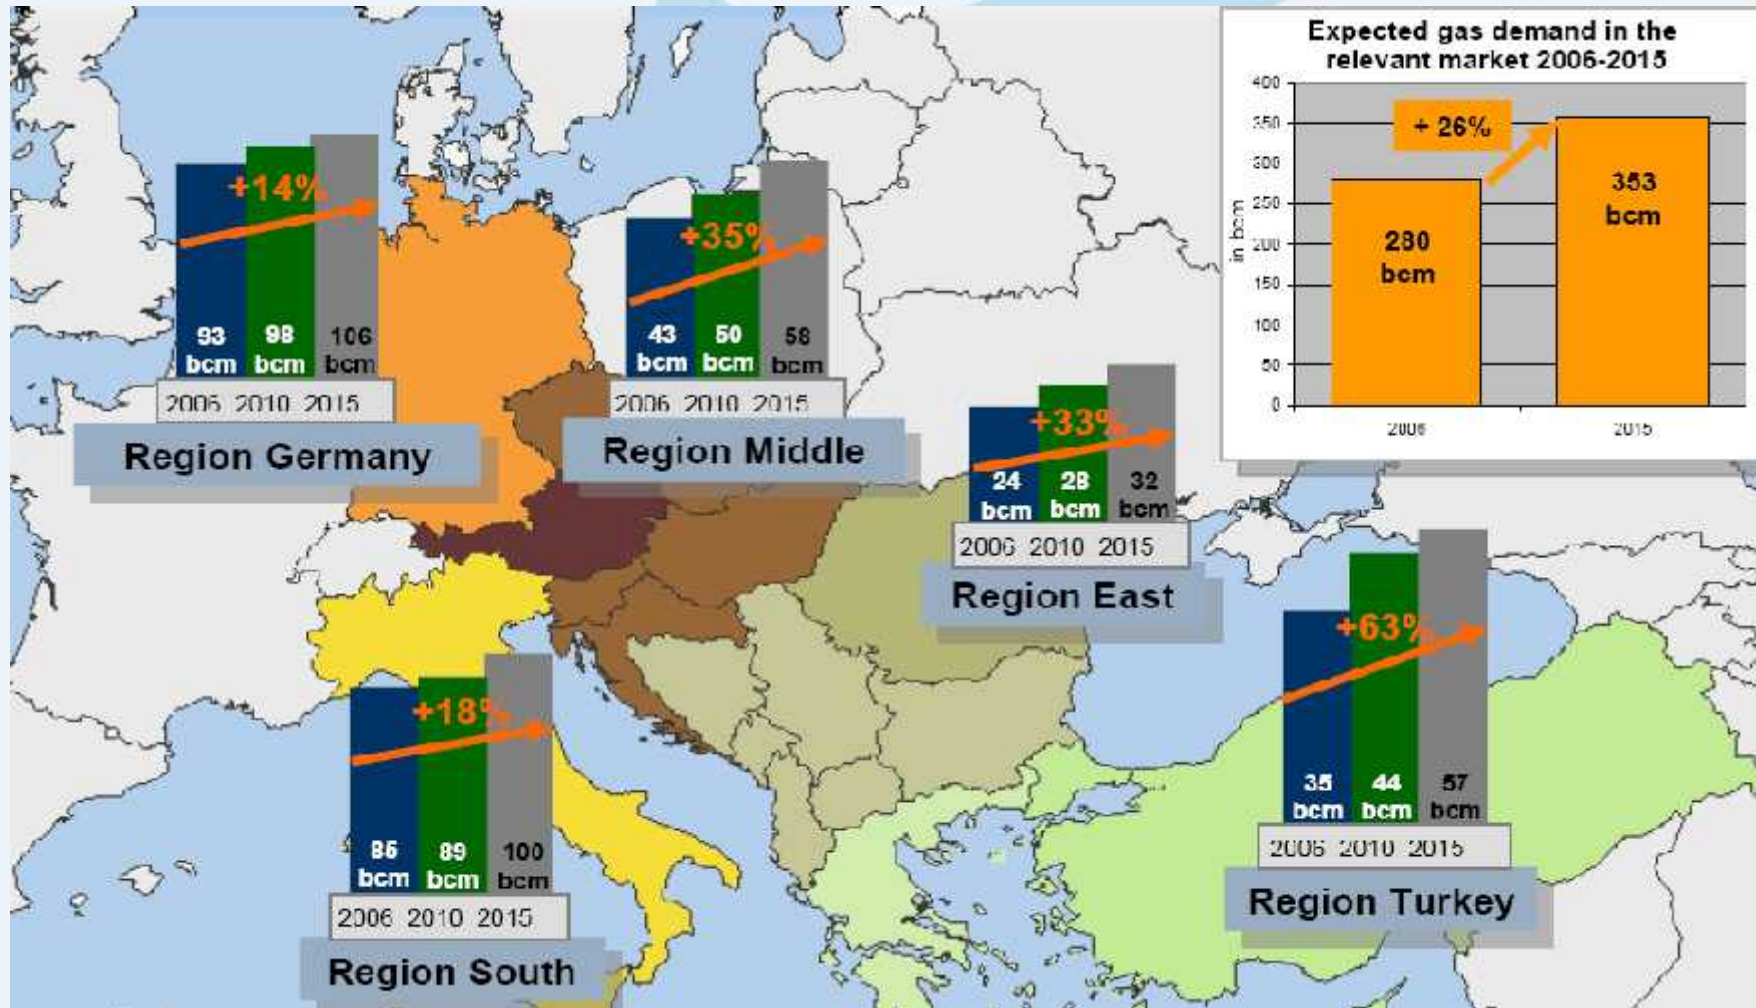 Expected gas demand in the
relevant market 2006-2015
400
350
300
250
200
150
100
50
0
in bcm
+ 26%
280
bcm
353
bcm
2006 2015
+14%
93
bcm
98
bcm
106
bcm
2006 2010 2015
Region Germany
+35%
43
bcm
50
bcm
58
bcm
2006 2010 2015
Region Middle
+33%
24
bcm
28
bcm
32
bcm
2006 2010 2015
Region East
+63%
35
bcm
44
bcm
57
bcm
2006 2010 2015
Region Turkey
+18%
85
bcm
89
bcm
100
bcm
2006 2010 2015
Region South